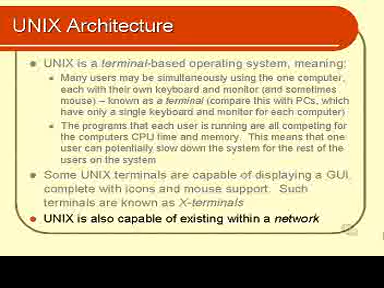 UNIX Architecture
UNIX is a terminal-based operating system, meaning:
Many users may be simultaneously using the one computer,
each with their own keyboard and monitor (and sometimes
mouse) – known as a terminal (compare this with PCs, which
have only a single keyboard and monitor for each computer)
The programs that each user is running are all competing for
the computers CPU time and memory. This means that one
user can potentially slow down the system for the rest of the
users on the system
Some UNIX terminals are capable of displaying a GUI,
complete with icons and mouse support. Such
terminals are known as X-terminals
UNIX is also capable of existing within a network